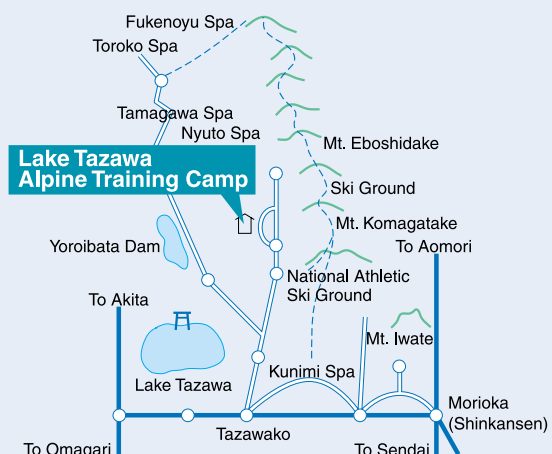 Fukenoyu Spa
Toroko Spa
Tamagawa Spa
Nyuto Spa
Mt. Eboshidake
Lake Tazawa
Alpine Training Camp
Ski Ground
Mt. Komagatake
Yoroibata Dam
To Aomori
National Athletic
Ski Ground
To Akita
Mt. Iwate
Kunimi Spa
Lake Tazawa
Morioka
(Shinkansen)
Tazawako
To Omagari
To Sendai